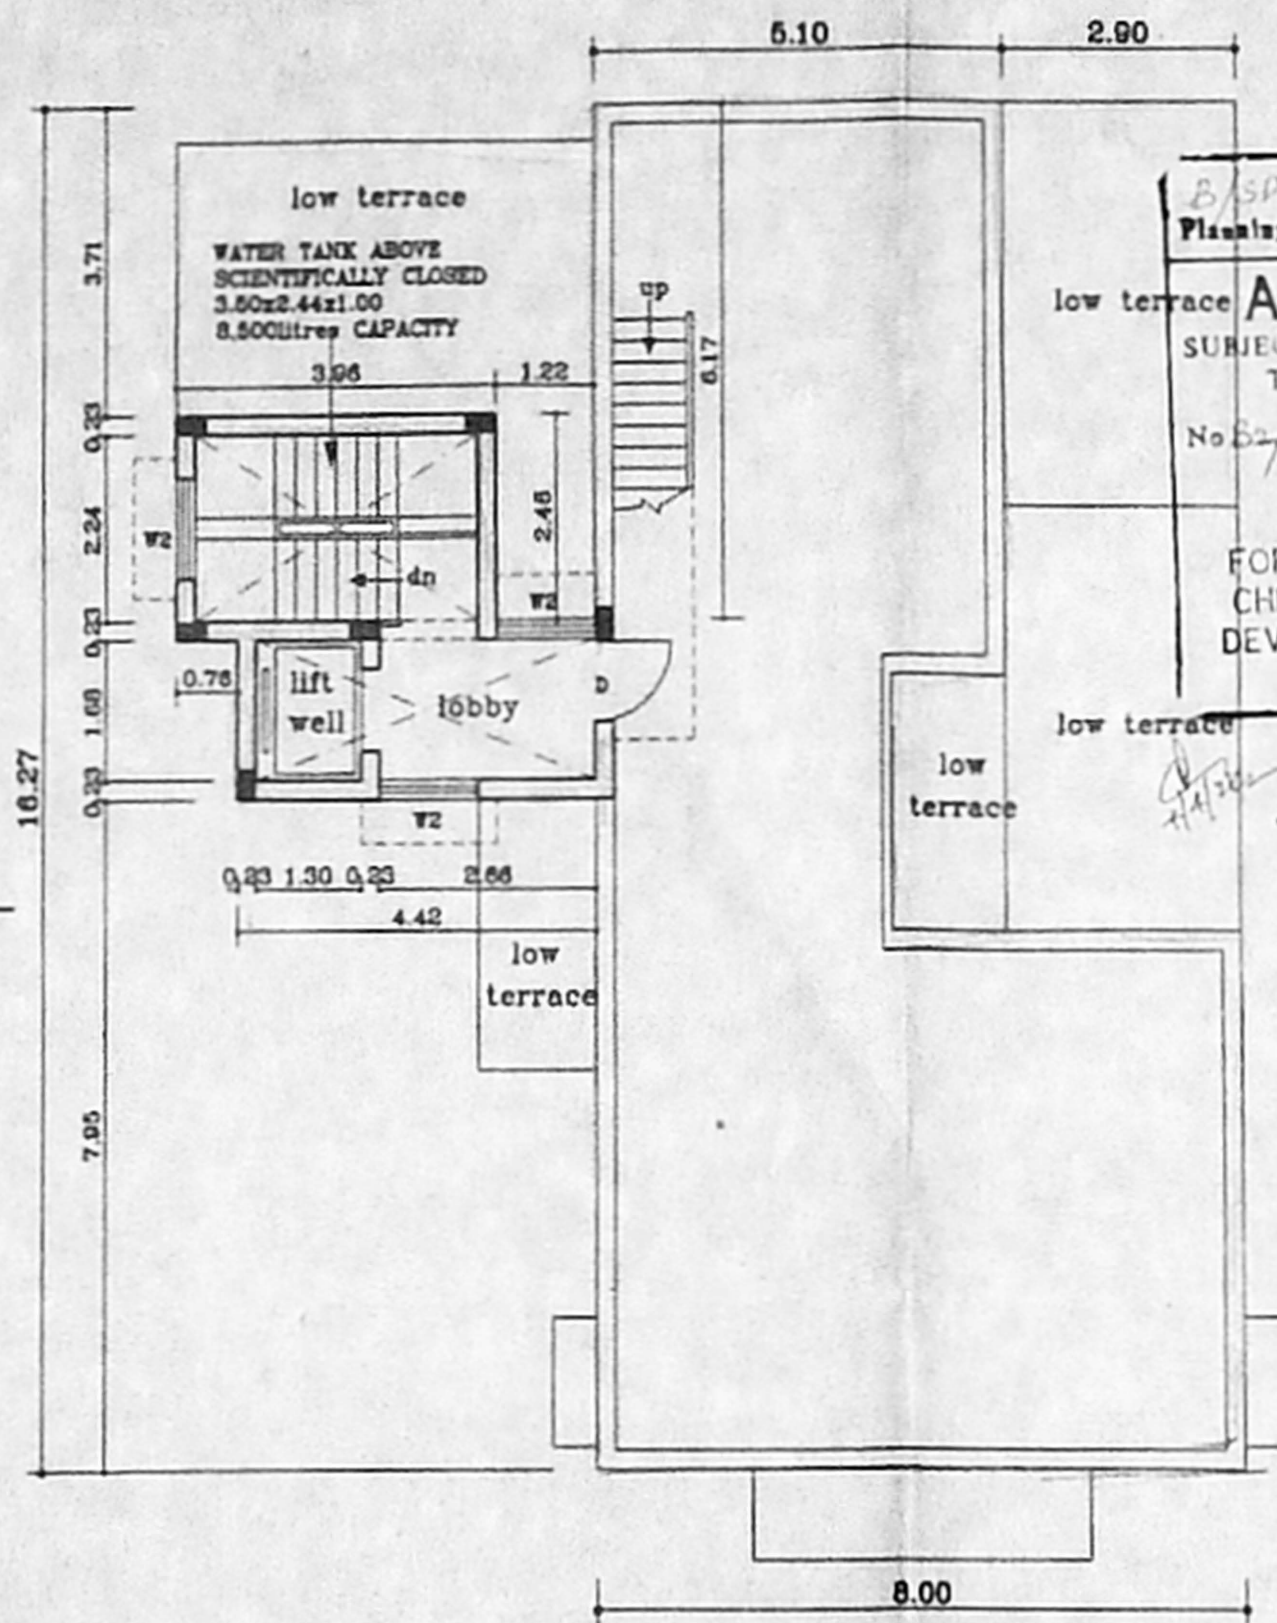 5.10
2.90
low terrace
WATER TANK ABOVE
SCIENTIFICALLY CLOSED
3.50x2.44x1.00
8,500litres CAPACITY
3.96
1.22
3.71
0.23
2.24
0.23
1.68
0.23
7.95
16.27
up
6.17
2.46
W2
dn
W2
0.76
lift
well
lobby
D
W2
0.23 1.30 0.23 2.66
4.42
low
terrace
low
terrace
low terrace
low terrace
B/SP
Planning
A
SUBJE
T
No B2/
FOR
CH
DEV
8.00